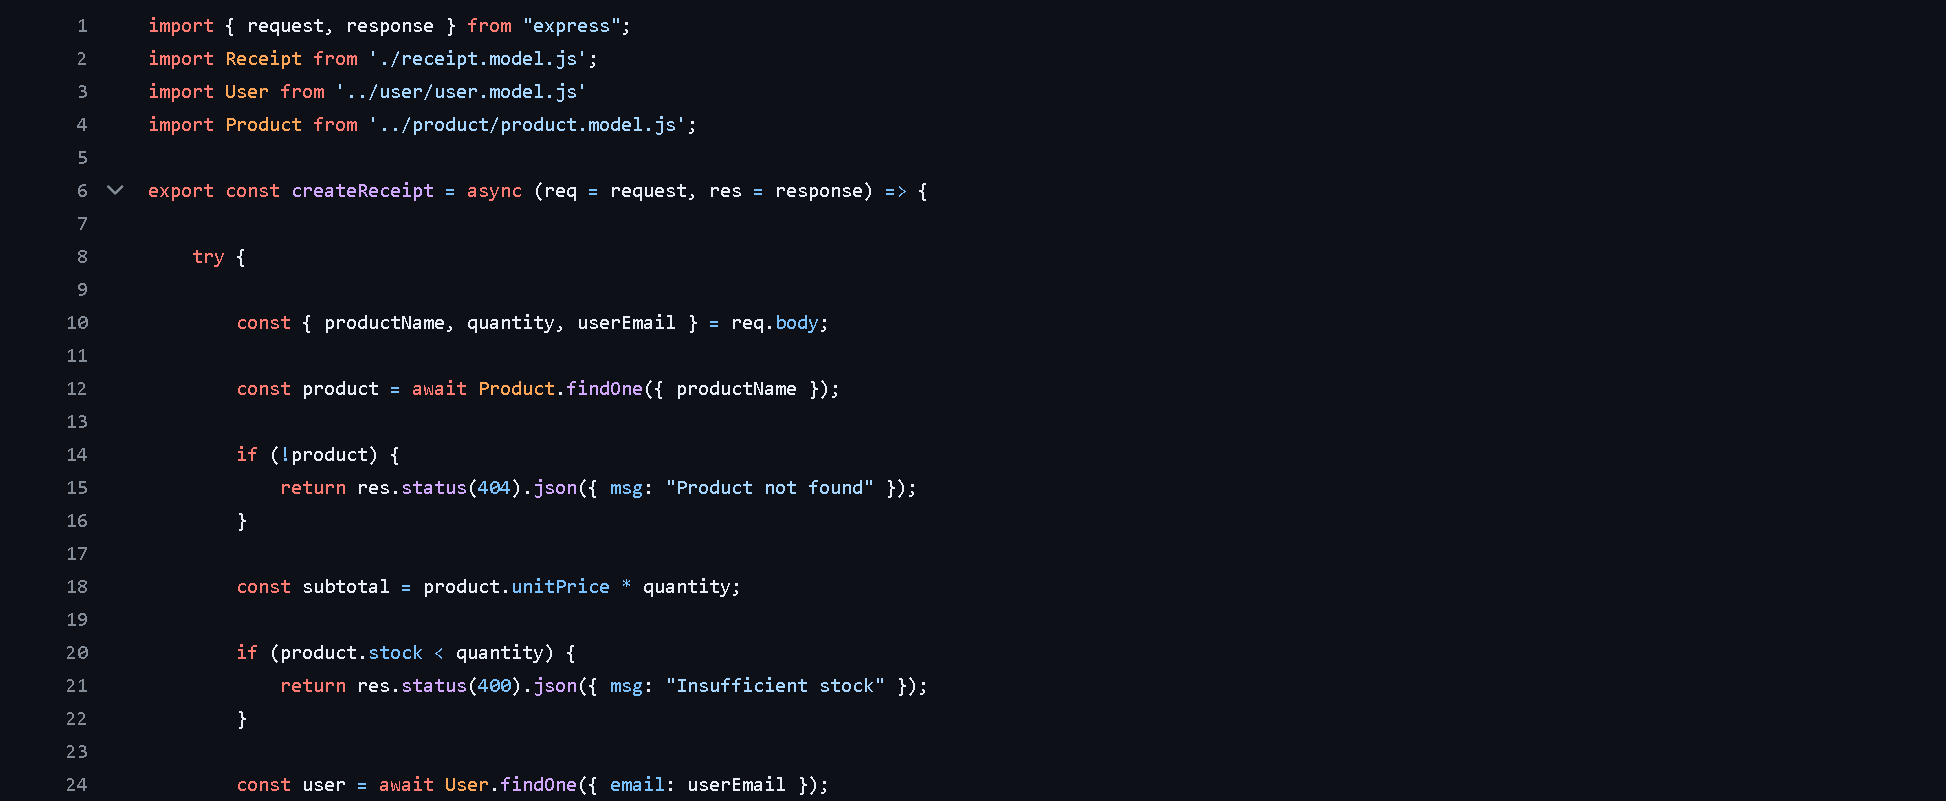 1 import { request, response } from "express";
2 import Receipt from './receipt.model.js';
3 import User from '../user/user.model.js'
4 import Product from '../product/product.model.js';
5
6 export const createReceipt = async (req = request, res = response) => {
7
8 try {
9
10 const { productName, quantity, userEmail } = req.body;
11
12 const product = await Product.findOne({ productName });
13
14 if (!product) {
15 return res.status(404).json({ msg: "Product not found" });
16 }
17
18 const subtotal = product.unitPrice * quantity;
19
20 if (product.stock < quantity) {
21 return res.status(400).json({ msg: "Insufficient stock" });
22 }
23
24 const user = await User.findOne({ email: userEmail });